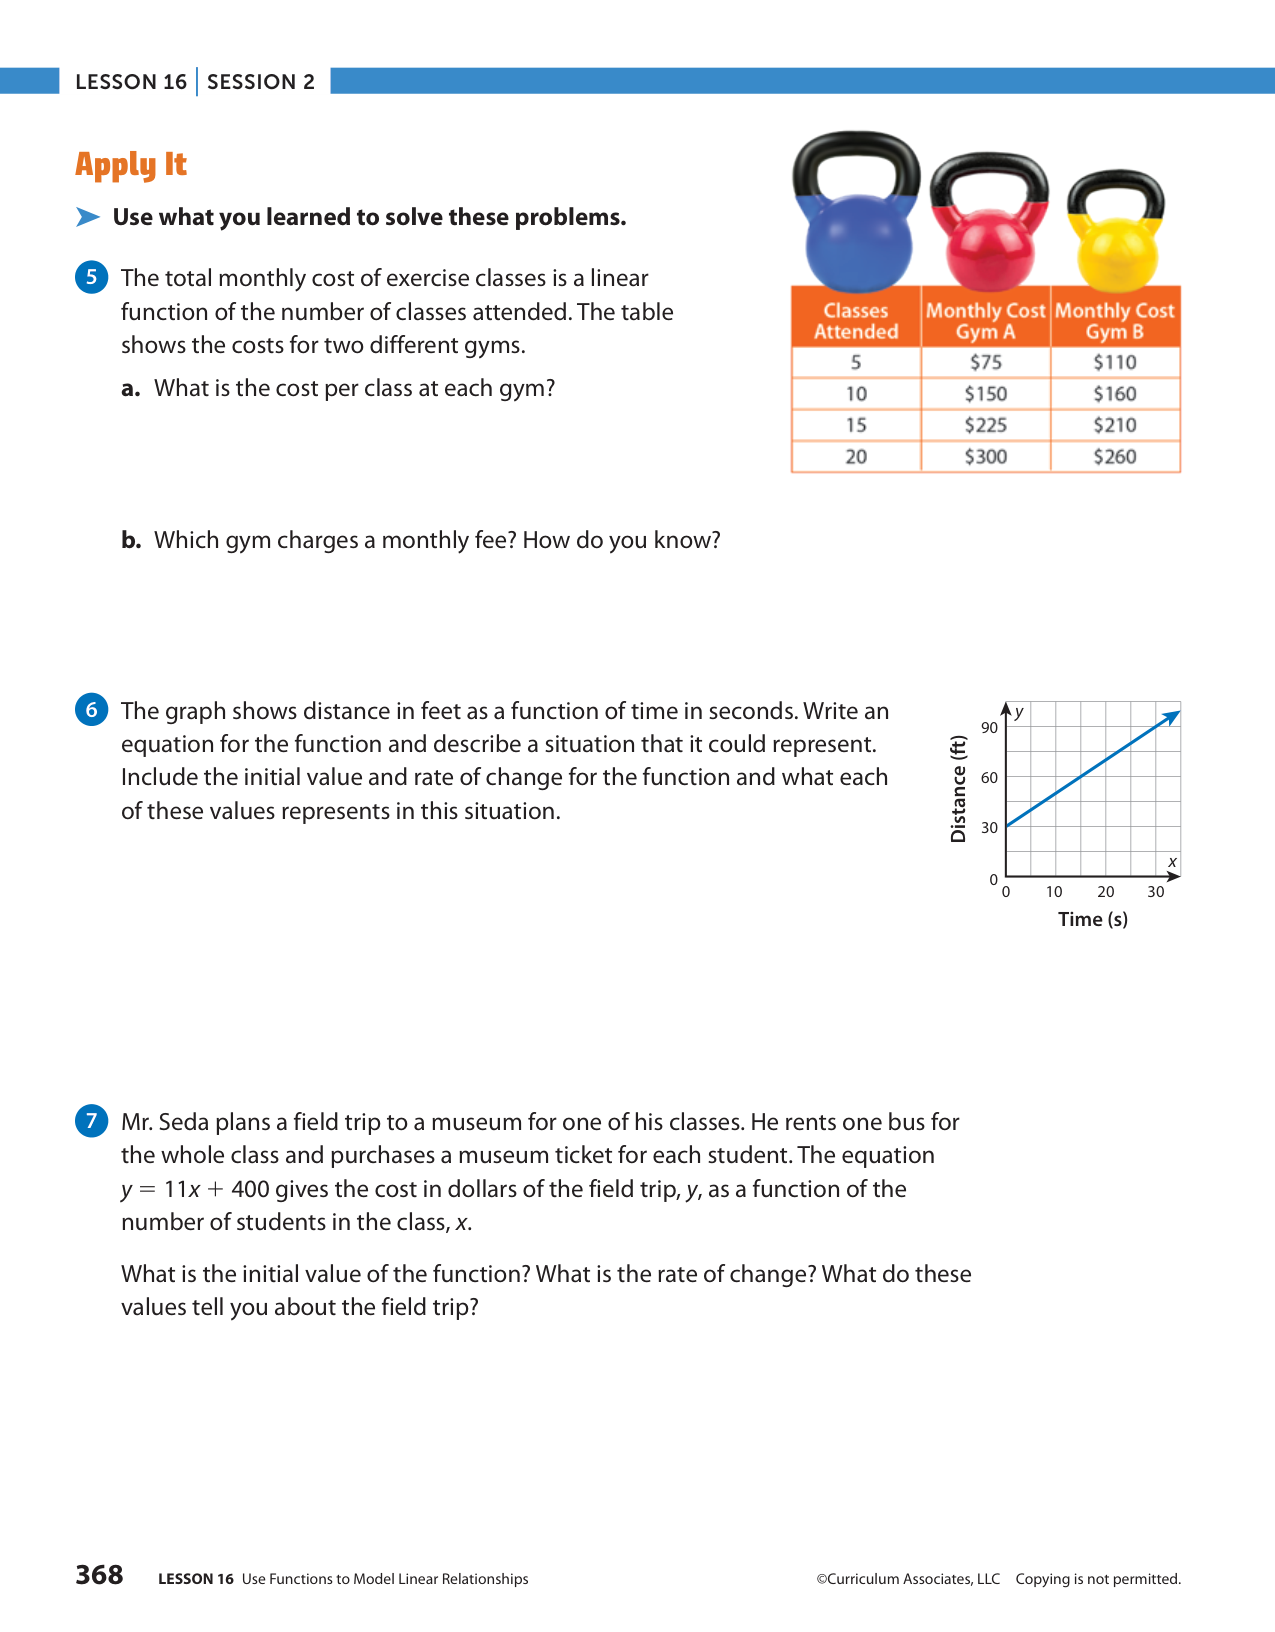 LESSON 16 | SESSION 2
Apply It
➤ Use what you learned to solve these problems.
5 The total monthly cost of exercise classes is a linear
function of the number of classes attended. The table
shows the costs for two different gyms.
a. What is the cost per class at each gym?
Classes Attended | Monthly Cost Gym A | Monthly Cost Gym B
5 | $75 | $110
10 | $150 | $160
15 | $225 | $210
20 | $300 | $260
b. Which gym charges a monthly fee? How do you know?
6 The graph shows distance in feet as a function of time in seconds. Write an
equation for the function and describe a situation that it could represent.
Include the initial value and rate of change for the function and what each
of these values represents in this situation.
y
90
60
30
0
Distance (ft)
x
0 10 20 30
Time (s)
7 Mr. Seda plans a field trip to a museum for one of his classes. He rents one bus for
the whole class and purchases a museum ticket for each student. The equation
y = 11x + 400 gives the cost in dollars of the field trip, y, as a function of the
number of students in the class, x.
What is the initial value of the function? What is the rate of change? What do these
values tell you about the field trip?
368 LESSON 16 Use Functions to Model Linear Relationships ©Curriculum Associates, LLC Copying is not permitted.